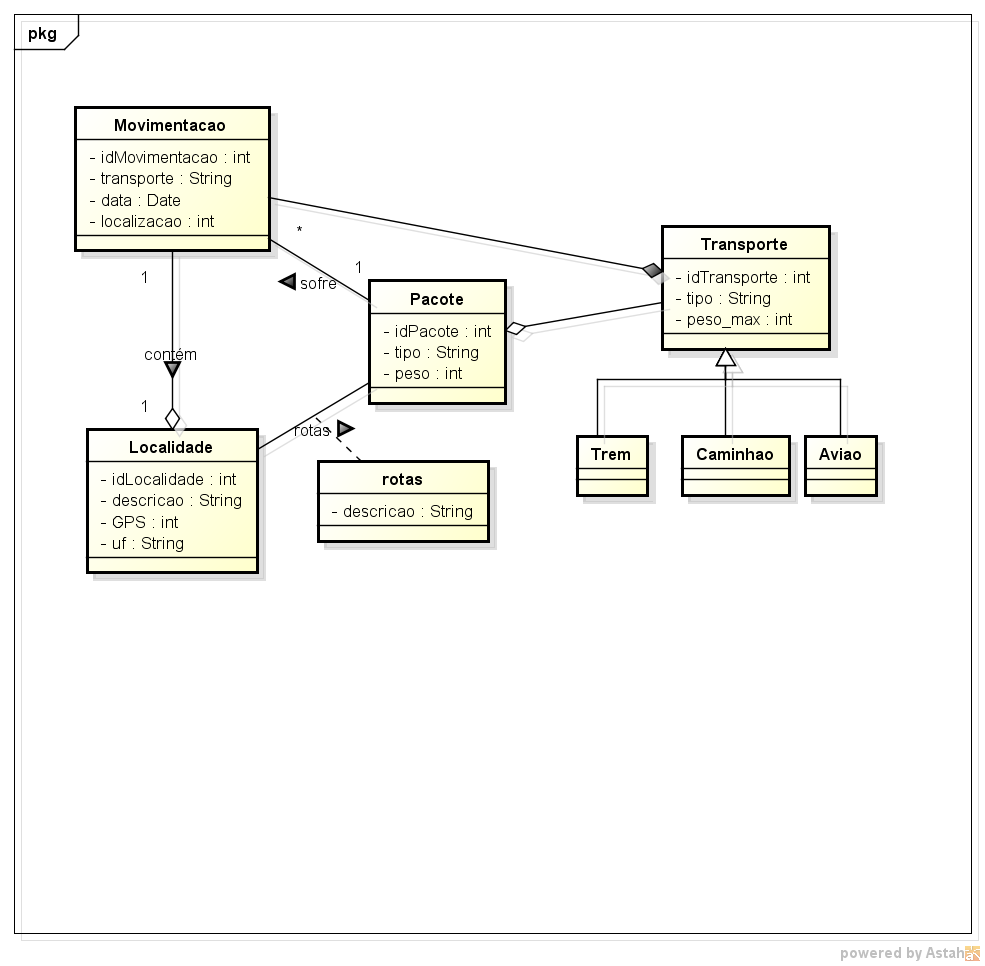 pkg
Movimentacao
- idMovimentacao : int
- transporte : String
- data : Date
- localizacao : int
*
1
sofre
Transporte
- idTransporte : int
- tipo : String
- peso_max : int
Pacote
- idPacote : int
- tipo : String
- peso : int
1
contém
1
rotas
Localidade
- idLocalidade : int
- descricao : String
- GPS : int
- uf : String
rotas
- descricao : String
Trem
Caminhao
Aviao
powered by Astah